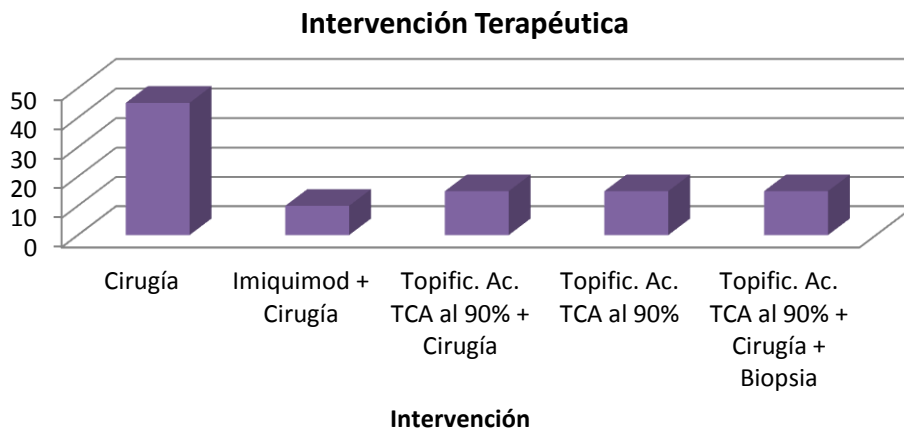 Intervención Terapéutica
50
40
30
20
10
0
Cirugía
Imiquimod +
Cirugía
Topific. Ac.
TCA al 90% +
Cirugía
Topific. Ac.
TCA al 90%
Topific. Ac.
TCA al 90% +
Cirugía +
Biopsia
Intervención